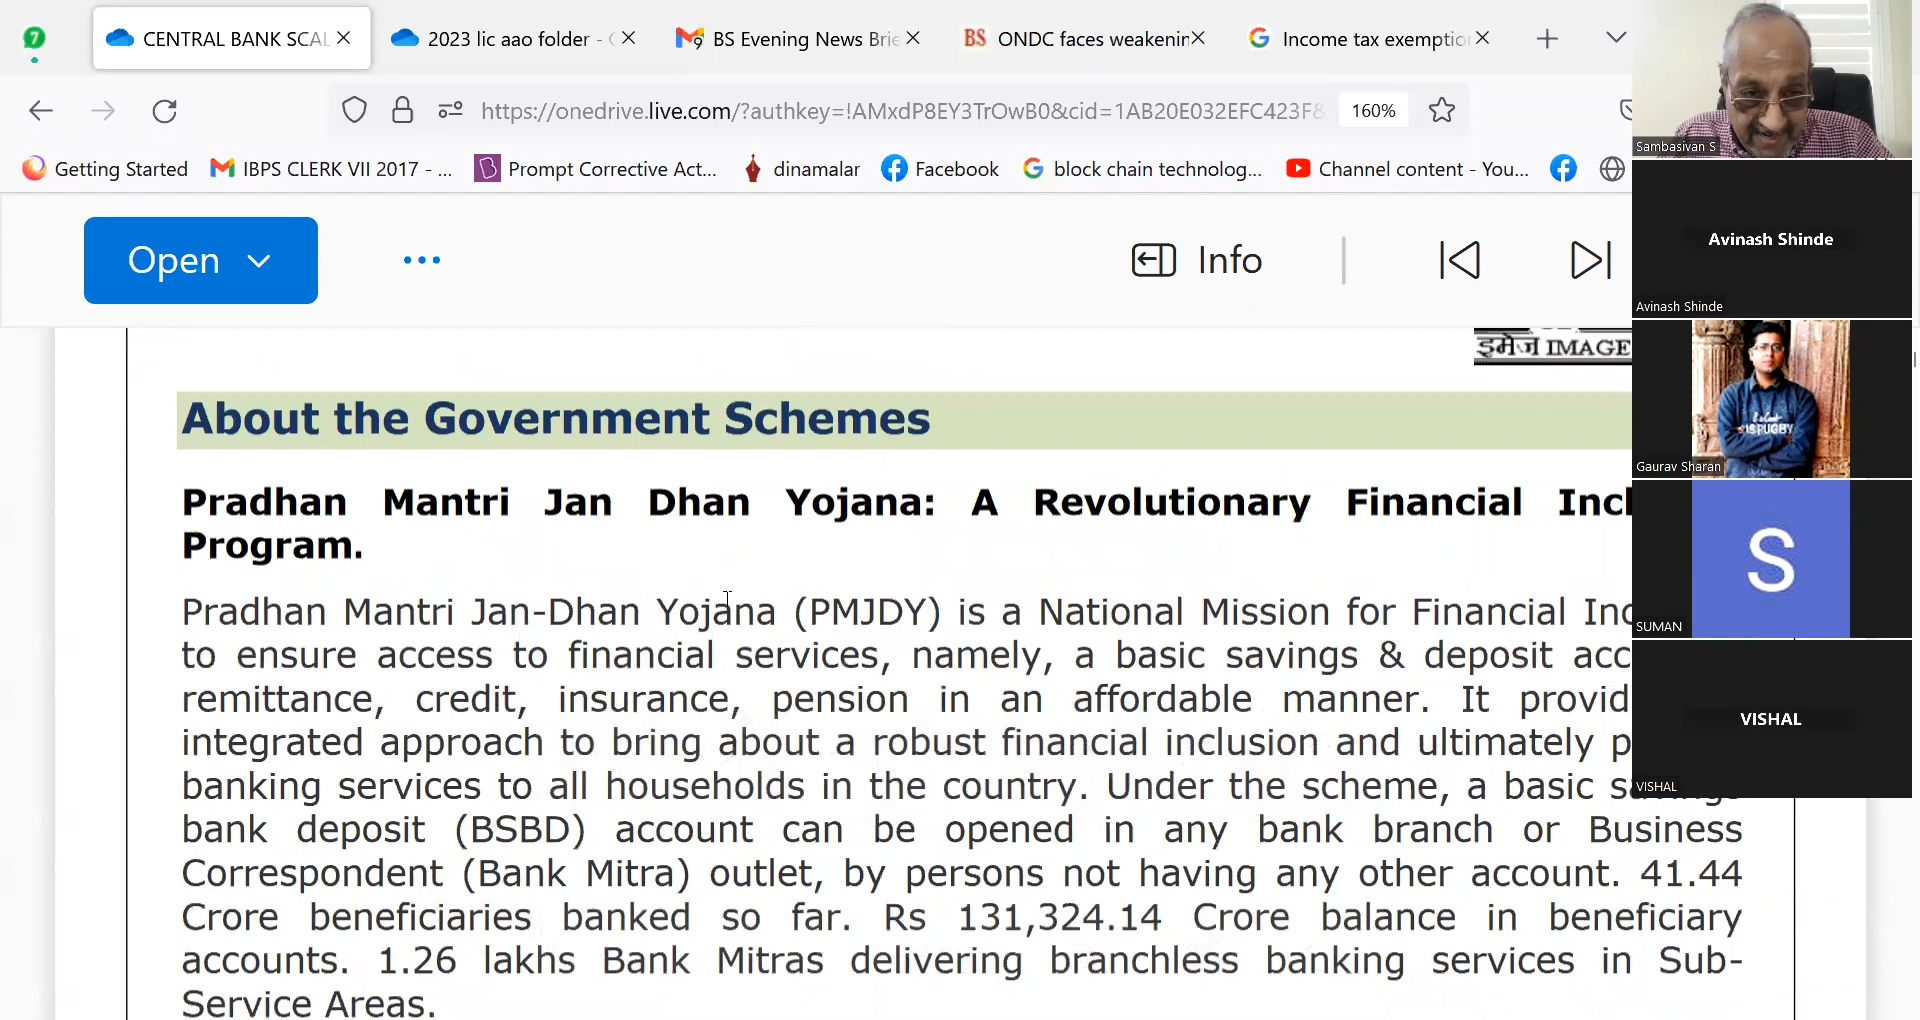 7
CENTRAL BANK SCAL
2023 lic aao folder - (
9 BS Evening News Brie
BS ONDC faces weakenin
Income tax exemptio
https://onedrive.live.com/?authkey=!AMxdP8EY3TrOwB0&cid=1AB20E032EFC423F&
160%
Getting Started
IBPS CLERK VII 2017 - ...
Prompt Corrective Act...
dinamalar
Facebook
block chain technolog...
Channel content - You...
Open
Info
इमेज IMAGE
About the Government Schemes
Pradhan Mantri Jan Dhan Yojana: A Revolutionary Financial Incl
Program.
Pradhan Mantri Jan-Dhan Yojana (PMJDY) is a National Mission for Financial Inc
to ensure access to financial services, namely, a basic savings & deposit acc
remittance, credit, insurance, pension in an affordable manner. It provid
integrated approach to bring about a robust financial inclusion and ultimately p
banking services to all households in the country. Under the scheme, a basic savings
bank deposit (BSBD) account can be opened in any bank branch or Business
Correspondent (Bank Mitra) outlet, by persons not having any other account. 41.44
Crore beneficiaries banked so far. Rs 131,324.14 Crore balance in beneficiary
accounts. 1.26 lakhs Bank Mitras delivering branchless banking services in Sub-
Service Areas.
Sambasivan S
Avinash Shinde
Avinash Shinde
IS RUGBY
Gaurav Sharan
S
SUMAN
VISHAL
VISHAL